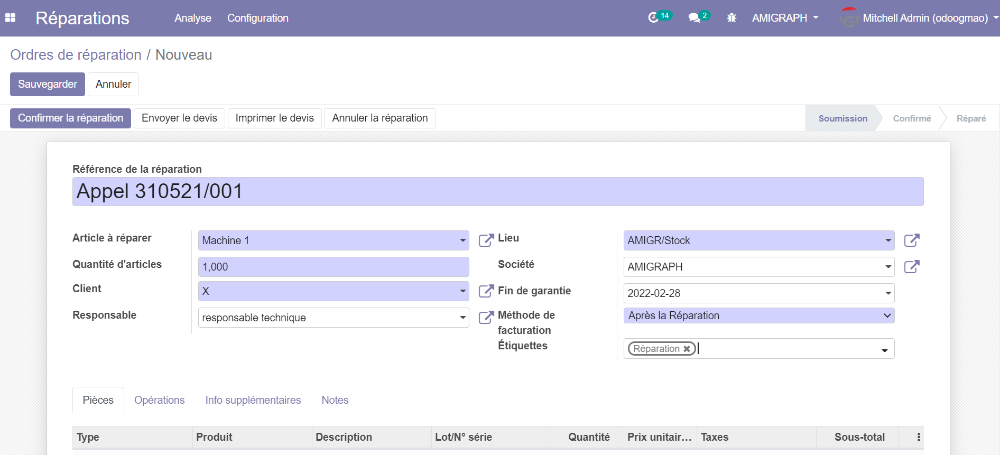 Réparations Analyse Configuration 14 2 AMIGRAPH Mitchell Admin (odoogmao)
Ordres de réparation / Nouveau
Sauvegarder Annuler
Confirmer la réparation Envoyer le devis Imprimer le devis Annuler la réparation Soumission Confirmé Réparé
Référence de la réparation
Appel 310521/001
Article à réparer Machine 1 Lieu AMIGR/Stock
Quantité d'articles 1,000 Société AMIGRAPH
Client X Fin de garantie 2022-02-28
Responsable responsable technique Méthode de Après la Réparation
facturation
Étiquettes Réparation
Pièces Opérations Info supplémentaires Notes
Type Produit Description Lot/N° série Quantité Prix unitair… Taxes Sous-total